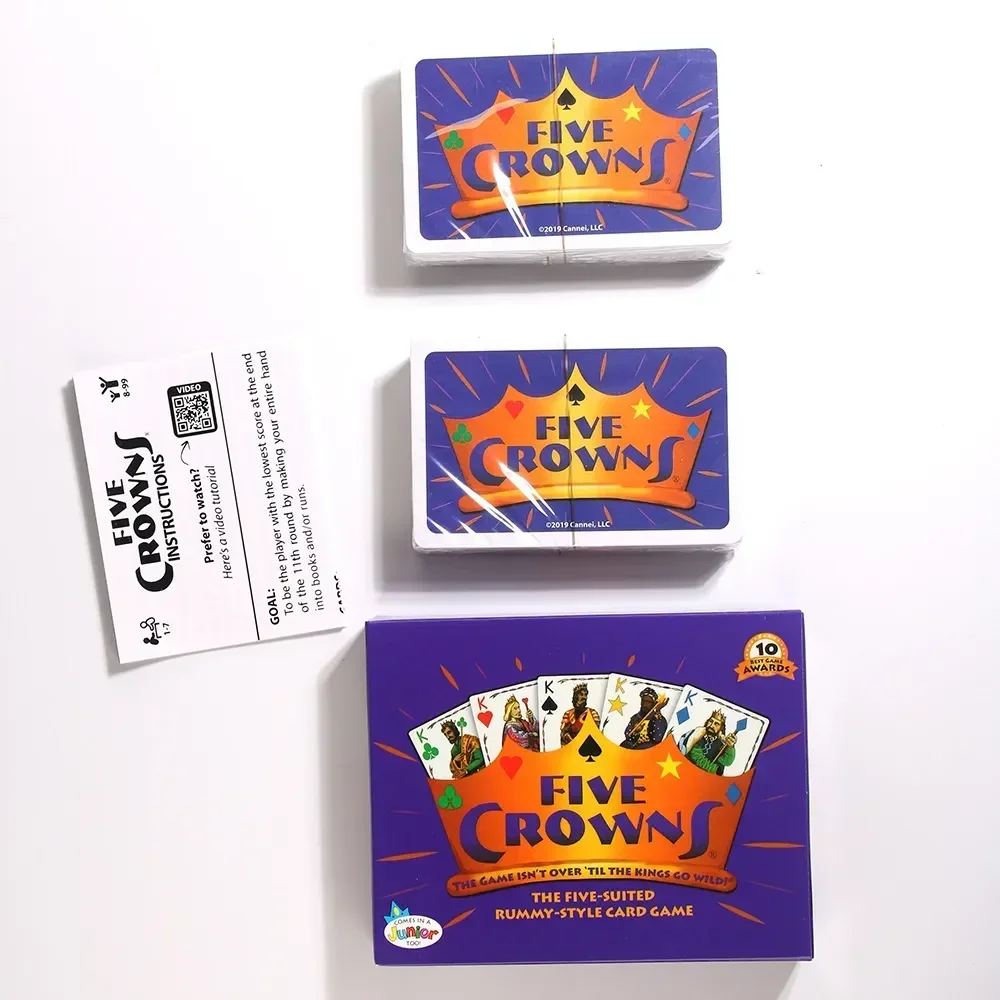 FIVE
CROWNS®
©2019 Cannei, LLC
FIVE
CROWNS®
©2019 Cannei, LLC
1-7
FIVE
CROWNS®
INSTRUCTIONS
8-99
Prefer to watch?
Here's a video tutorial
VIDEO
GOAL:
To be the player with the lowest score at the end
of the 11th round by making your entire hand
into books and/or runs.
10
BEST GAME
AWARDS
K
K
K
K
K
FIVE
CROWNS®
THE GAME ISN'T OVER 'TIL THE KINGS GO WILD!®
THE FIVE-SUITED
RUMMY-STYLE CARD GAME
COMES IN A
Junior
TOO!